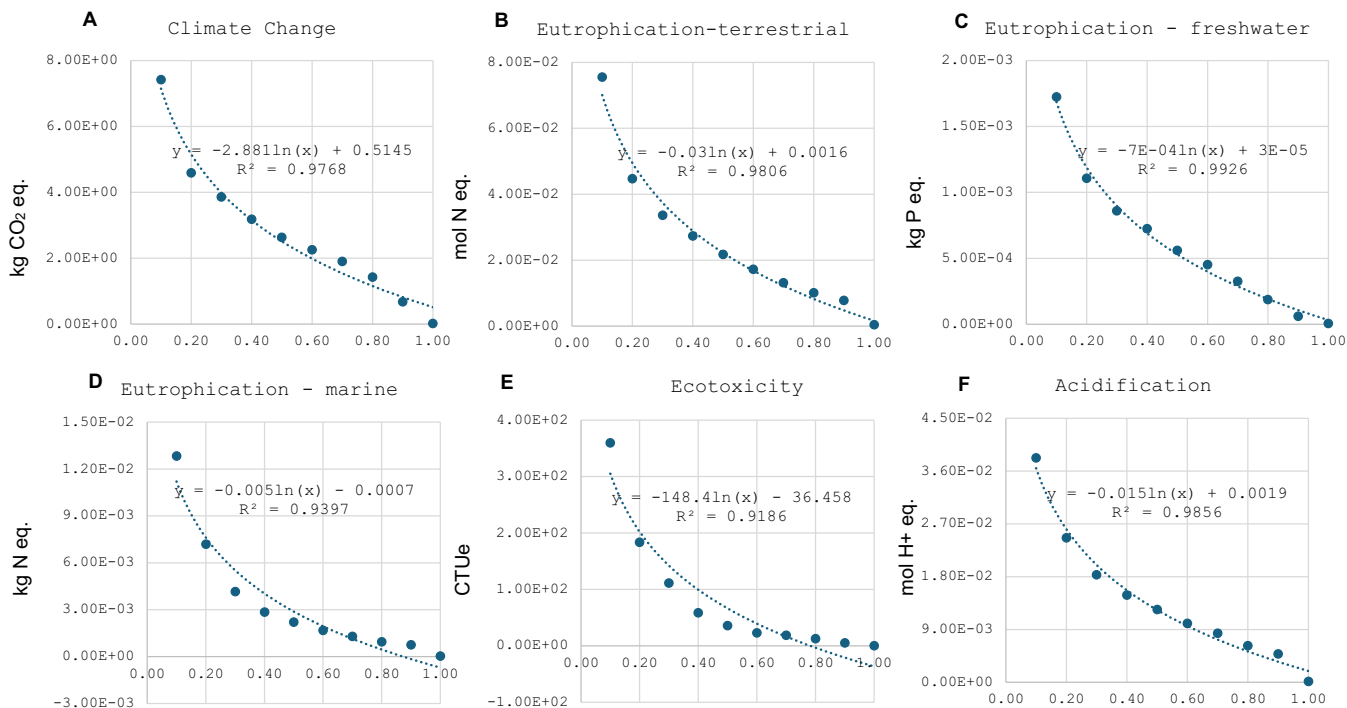 A
Climate Change
8.00E+00
6.00E+00
4.00E+00
2.00E+00
0.00E+00
kg CO₂ eq.
y = -2.881ln(x) + 0.5145
R² = 0.9768
0.00 0.20 0.40 0.60 0.80 1.00
B
Eutrophication-terrestrial
8.00E-02
6.00E-02
4.00E-02
2.00E-02
0.00E+00
mol N eq.
y = -0.03ln(x) + 0.0016
R² = 0.9806
0.00 0.20 0.40 0.60 0.80 1.00
C
Eutrophication - freshwater
2.00E-03
1.50E-03
1.00E-03
5.00E-04
0.00E+00
kg P eq.
y = -7E-04ln(x) + 3E-05
R² = 0.9926
0.00 0.20 0.40 0.60 0.80 1.00
D
Eutrophication - marine
1.50E-02
1.20E-02
9.00E-03
6.00E-03
3.00E-03
0.00E+00
-3.00E-03
kg N eq.
y = -0.005ln(x) - 0.0007
R² = 0.9397
0.00 0.20 0.40 0.60 0.80 1.00
E
Ecotoxicity
4.00E+02
3.00E+02
2.00E+02
1.00E+02
0.00E+00
-1.00E+02
CTUe
y = -148.4ln(x) - 36.458
R² = 0.9186
0.00 0.20 0.40 0.60 0.80 1.00
F
Acidification
4.50E-02
3.60E-02
2.70E-02
1.80E-02
9.00E-03
0.00E+00
mol H+ eq.
y = -0.015ln(x) + 0.0019
R² = 0.9856
0.00 0.20 0.40 0.60 0.80 1.00